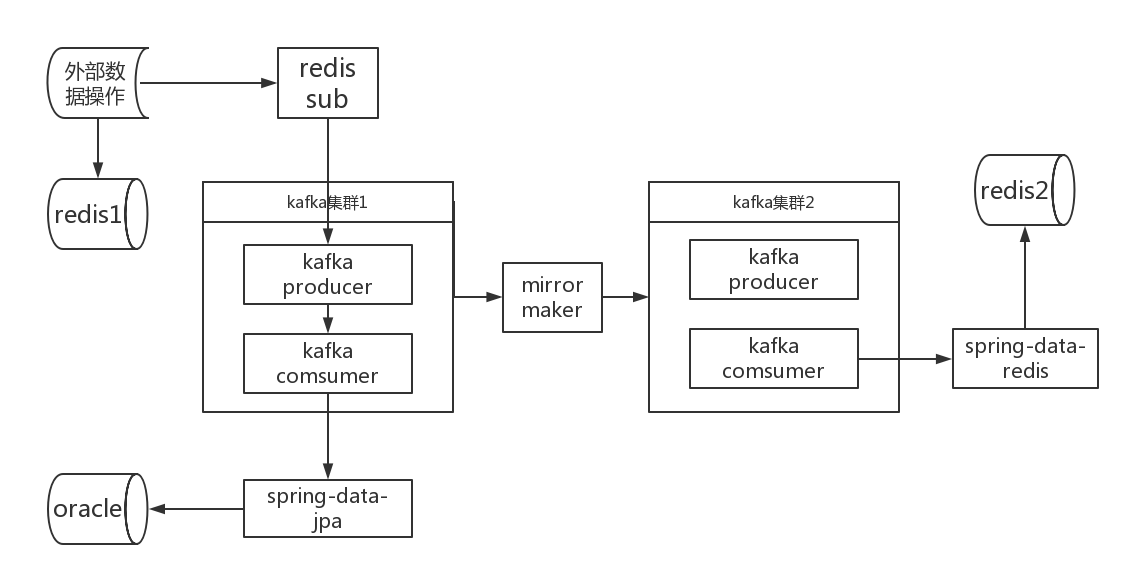 外部数
据操作
redis
sub
redis1
kafka集群1
kafka
producer
kafka
comsumer
mirror
maker
kafka集群2
kafka
producer
kafka
comsumer
redis2
spring-data-
redis
oracle
spring-data-
jpa